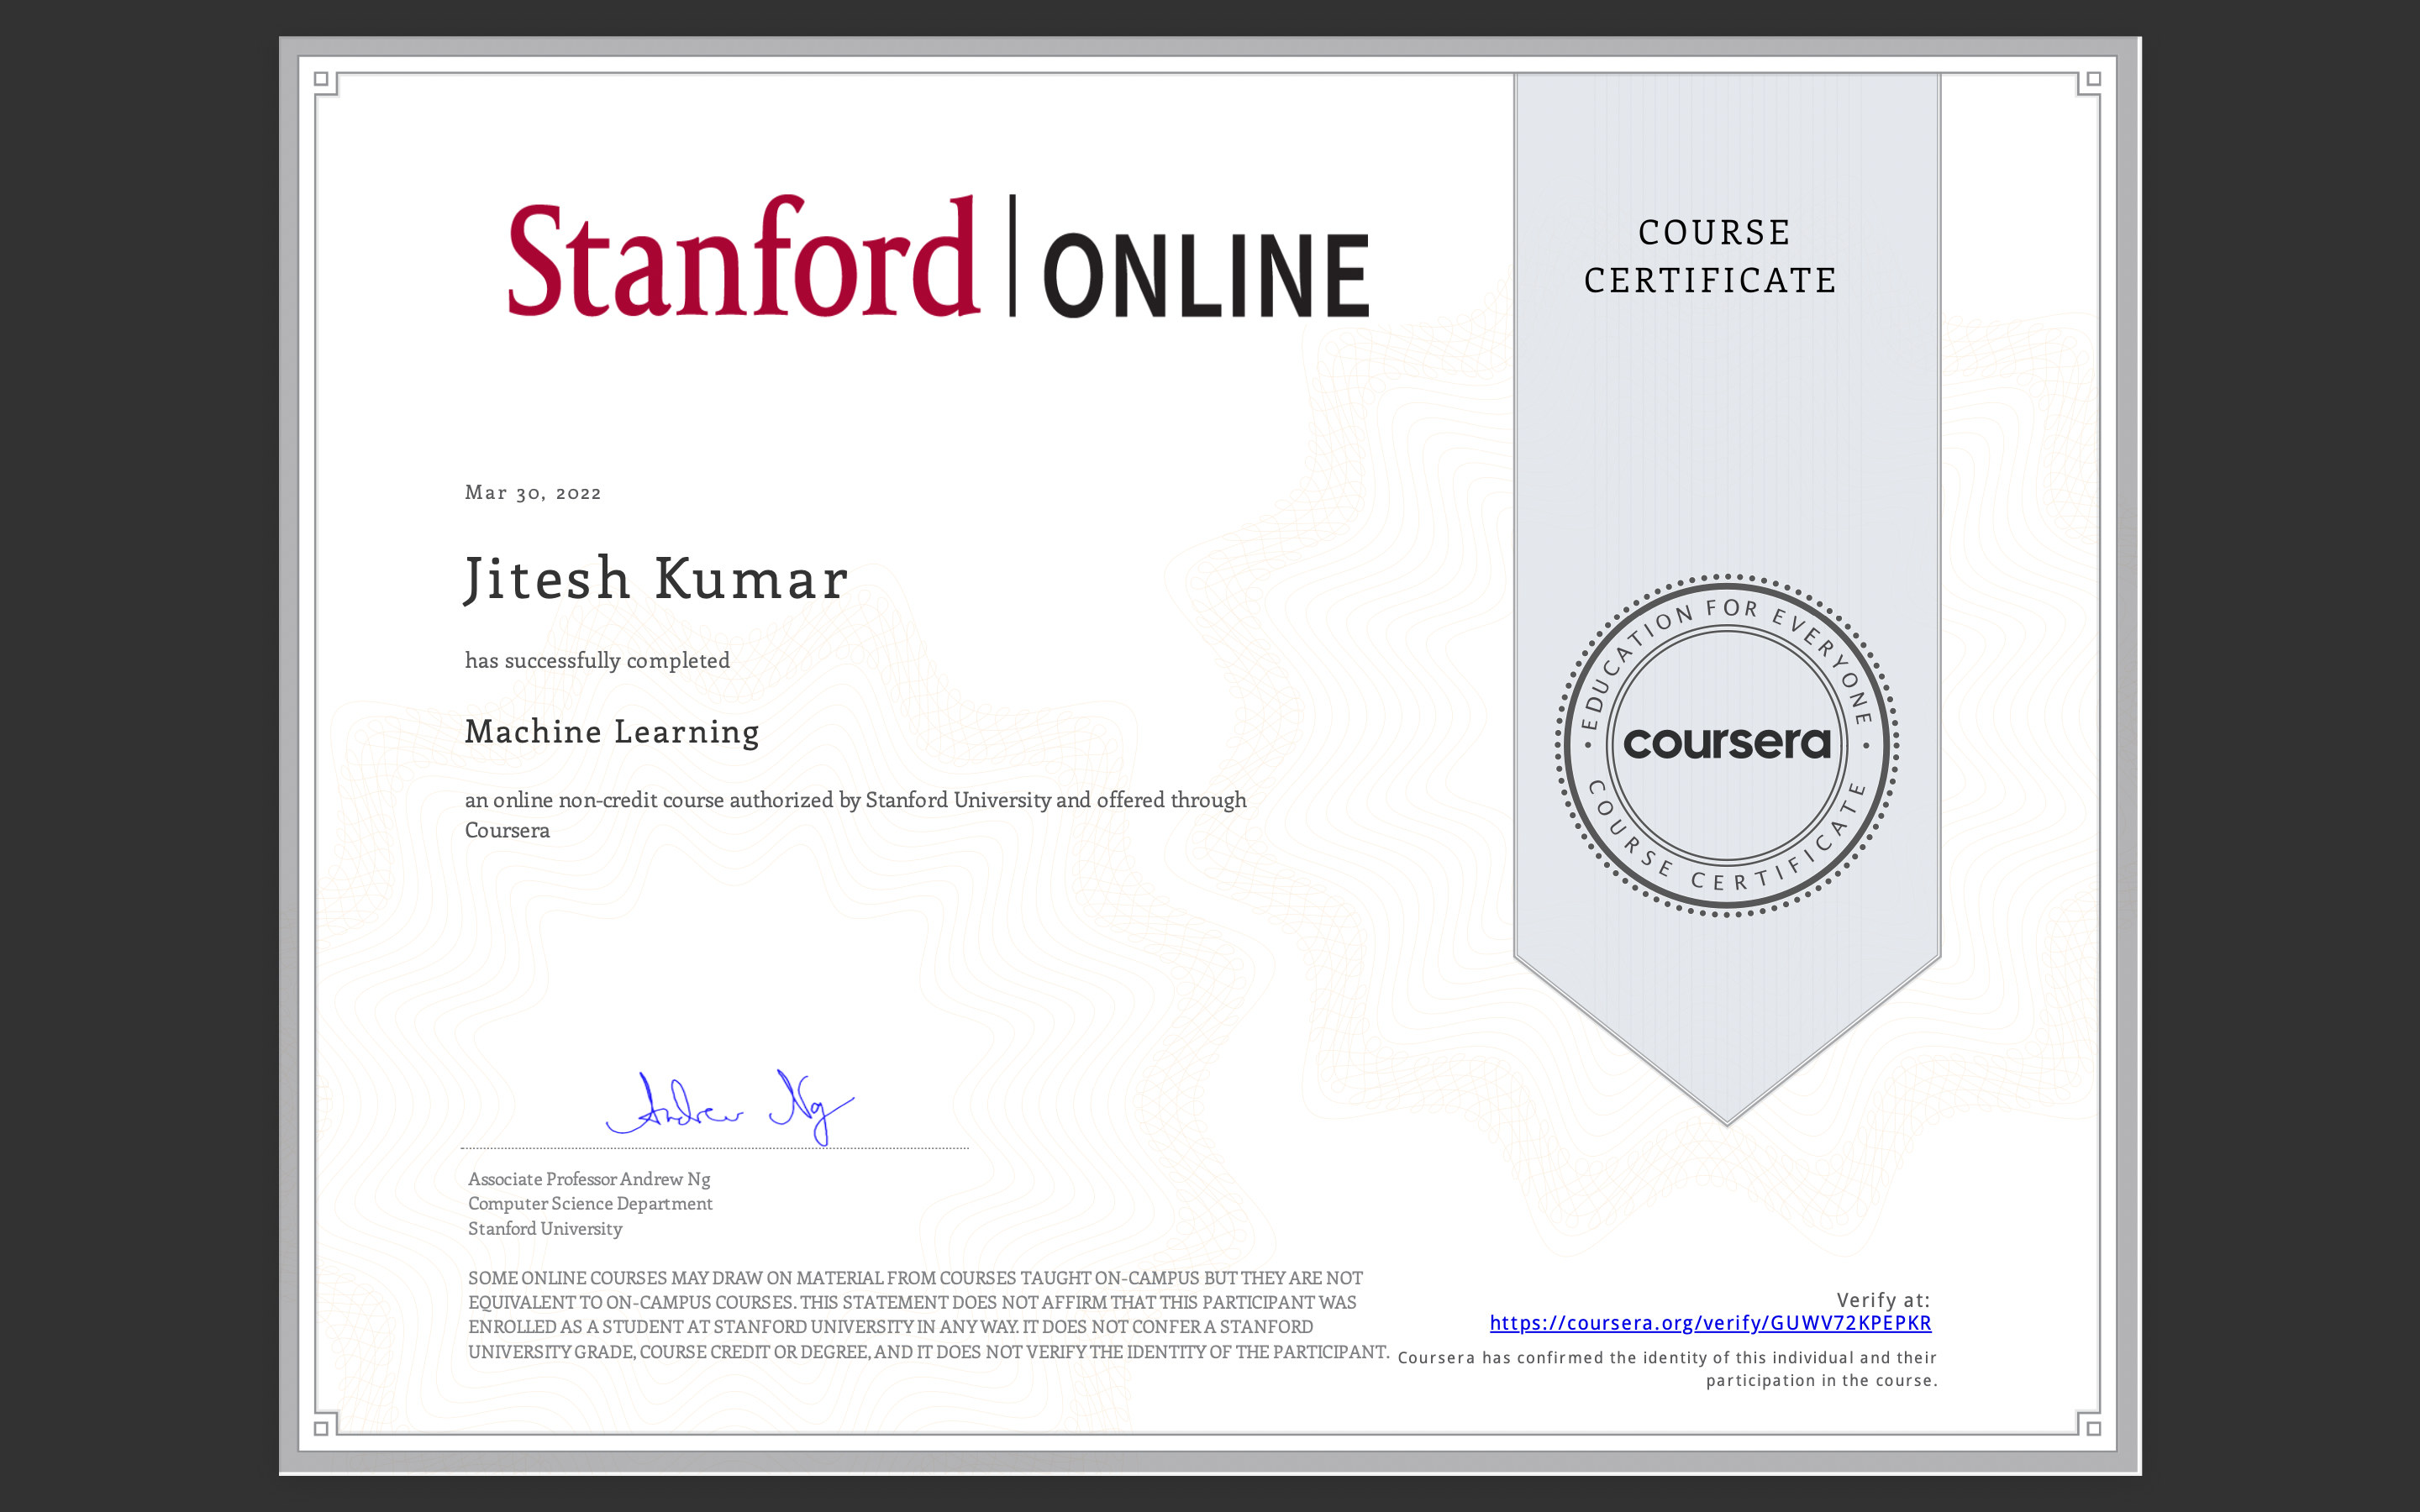 Stanford | ONLINE
COURSE
CERTIFICATE
Mar 30, 2022
Jitesh Kumar
has successfully completed
Machine Learning
an online non-credit course authorized by Stanford University and offered through
Coursera
EDUCATION FOR EVERYONE
coursera
COURSE CERTIFICATE
Andrew Ng
Associate Professor Andrew Ng
Computer Science Department
Stanford University
SOME ONLINE COURSES MAY DRAW ON MATERIAL FROM COURSES TAUGHT ON-CAMPUS BUT THEY ARE NOT
EQUIVALENT TO ON-CAMPUS COURSES. THIS STATEMENT DOES NOT AFFIRM THAT THIS PARTICIPANT WAS
ENROLLED AS A STUDENT AT STANFORD UNIVERSITY IN ANY WAY. IT DOES NOT CONFER A STANFORD
UNIVERSITY GRADE, COURSE CREDIT OR DEGREE, AND IT DOES NOT VERIFY THE IDENTITY OF THE PARTICIPANT.
Verify at:
https://coursera.org/verify/GUWV72KPEPKR
Coursera has confirmed the identity of this individual and their
participation in the course.